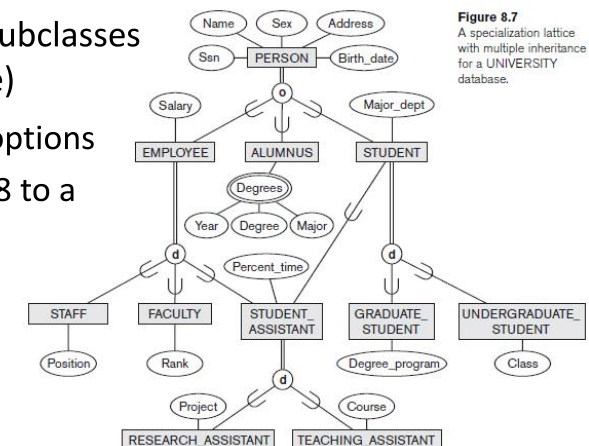 ubclasses
e)
options
8 to a
Name
Sex
Address
Ssn
PERSON
Birth_date
o
Salary
Major_dept
EMPLOYEE
ALUMNUS
STUDENT
Degrees
Year
Degree
Major
d
d
Percent_time
STAFF
FACULTY
STUDENT_
ASSISTANT
GRADUATE_
STUDENT
UNDERGRADUATE_
STUDENT
Position
Rank
Degree_program
Class
d
Project
Course
RESEARCH_ASSISTANT
TEACHING_ASSISTANT
Figure 8.7
A specialization lattice
with multiple inheritance
for a UNIVERSITY
database.